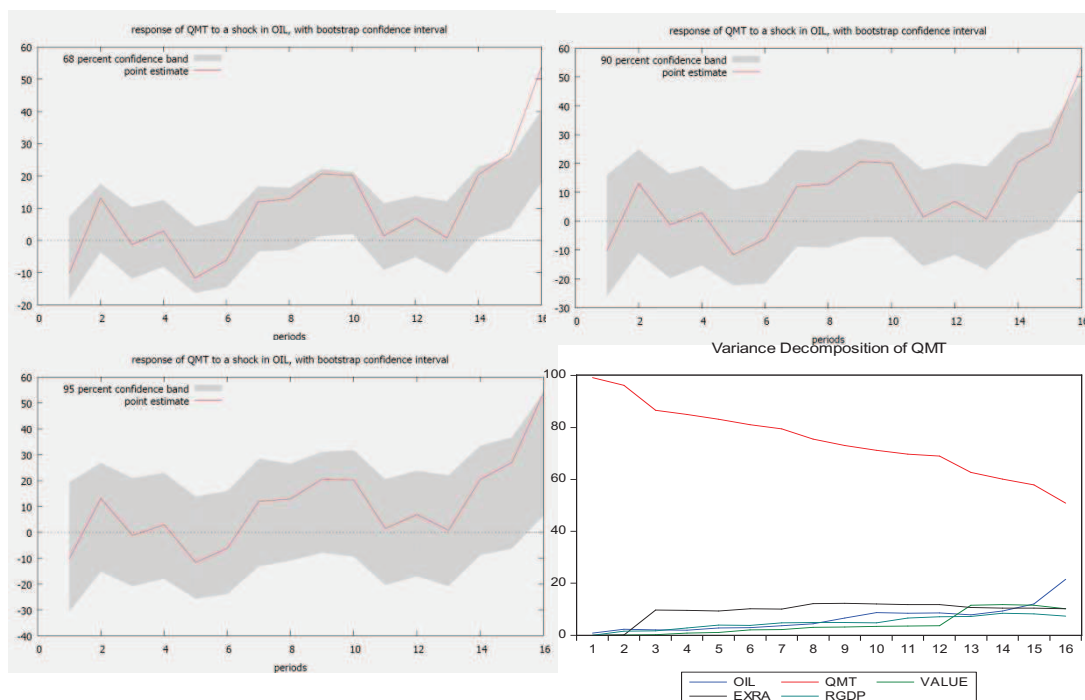 response of QMT to a shock in OIL, with bootstrap confidence interval
60
50
40
30
20
10
0
-10
-20
68 percent confidence band
point estimate
0 2 4 6 8 10 12 14 16
periods
response of QMT to a shock in OIL, with bootstrap confidence interval
60
50
40
30
20
10
0
-10
-20
-30
90 percent confidence band
point estimate
0 2 4 6 8 10 12 14 16
periods
response of QMT to a shock in OIL, with bootstrap confidence interval
60
50
40
30
20
10
0
-10
-20
-30
-40
95 percent confidence band
point estimate
0 2 4 6 8 10 12 14 16
periods
Variance Decomposition of QMT
100
80
60
40
20
0
1 2 3 4 5 6 7 8 9 10 11 12 13 14 15 16
OIL QMT VALUE
EXRA RGDP